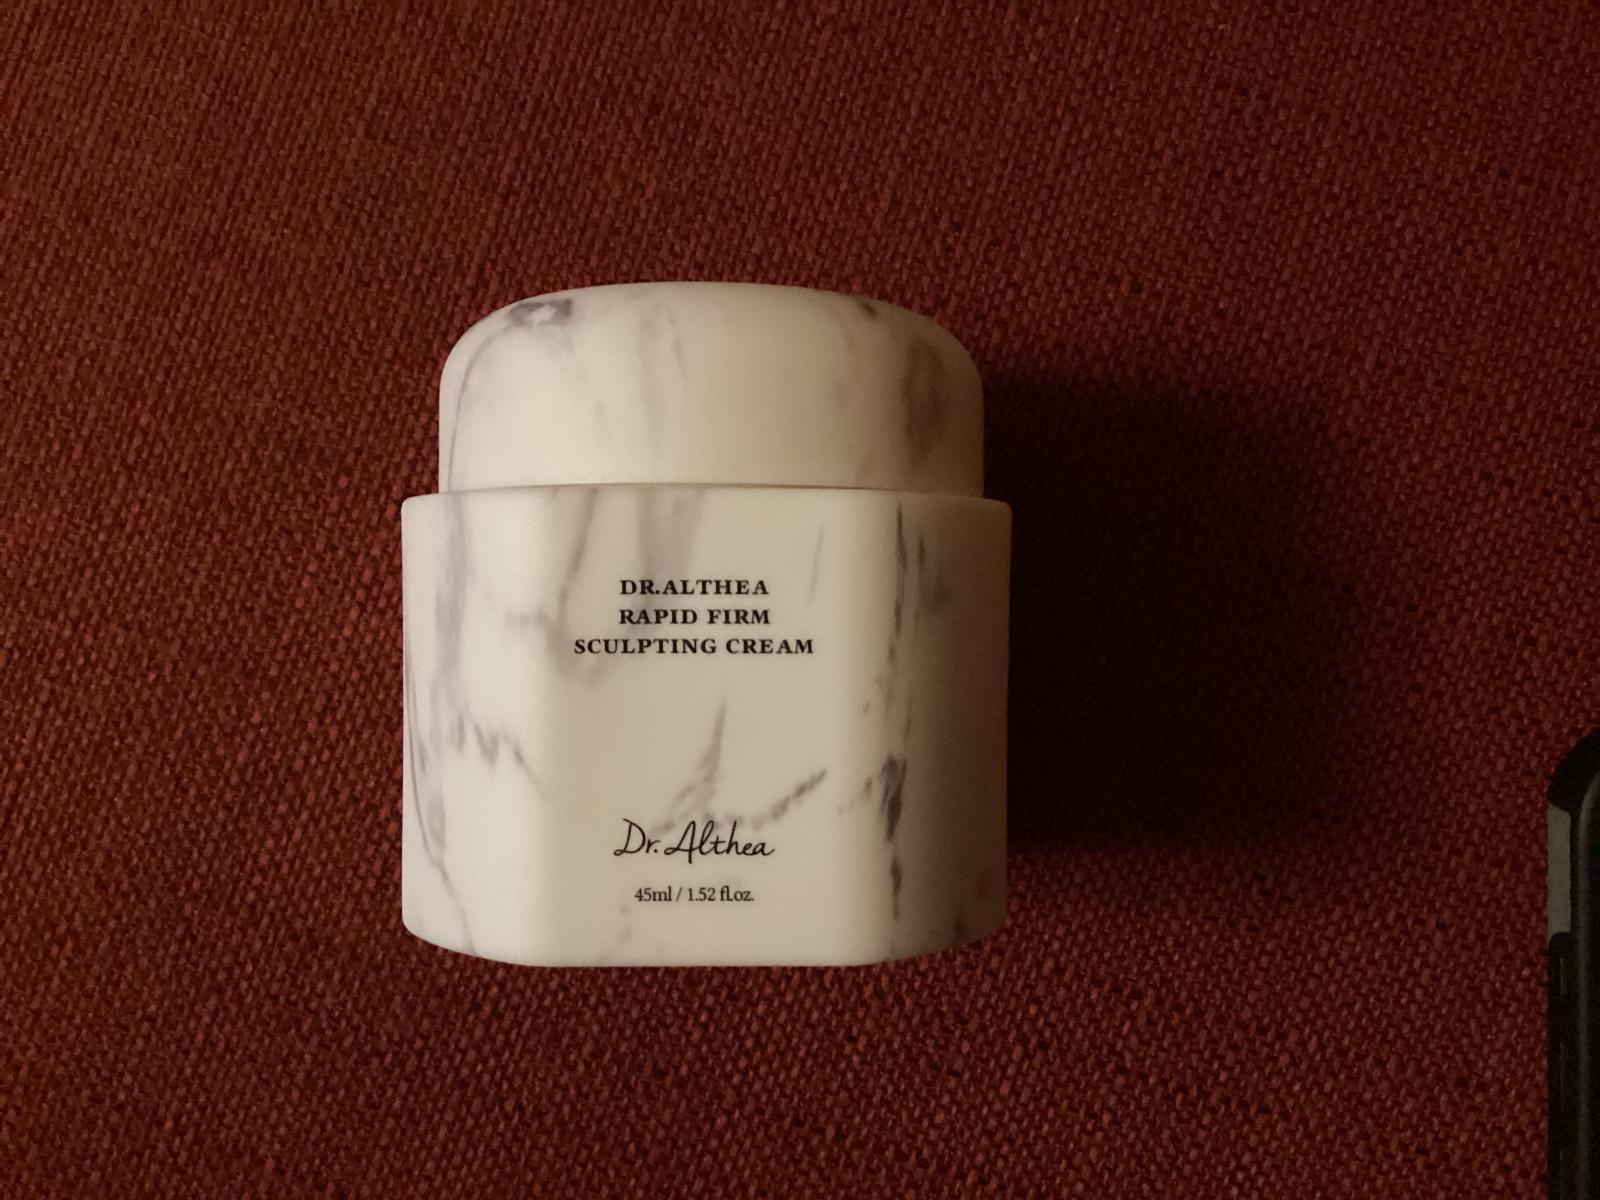 DR.ALTHEA
RAPID FIRM
SCULPTING CREAM
Dr. Althea
45ml / 1.52 fl.oz.